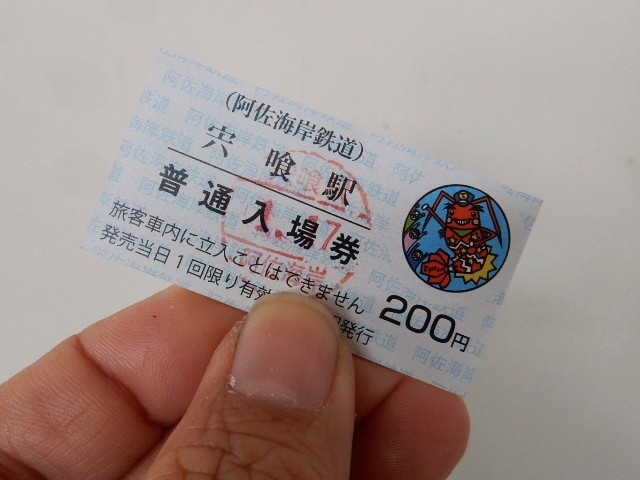 (阿佐海岸鉄道)
宍喰駅
普通入場券
旅客車内に立入ことはできません
発売当日1回限り有効
発行
200円